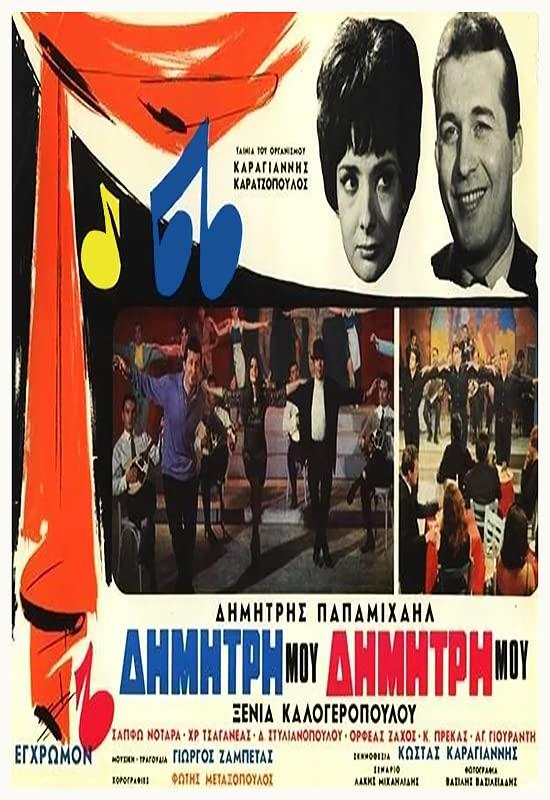 ΤΑΙΝΙΑ ΤΟΥ ΟΡΓΑΝΙΣΜΟΥ
ΚΑΡΑΓΙΑΝΝΗΣ
ΚΑΡΑΤΖΟΠΟΥΛΟΣ
ΔΗΜΗΤΡΗΣ ΠΑΠΑΜΙΧΑΗΛ
ΔΗΜΗΤΡΗ ΜΟΥ ΔΗΜΗΤΡΗ ΜΟΥ
ΞΕΝΙΑ ΚΑΛΟΓΕΡΟΠΟΥΛΟΥ
ΣΑΠΦΩ ΝΟΤΑΡΑ · ΧΡ ΤΣΑΓΑΝΕΑΣ · Δ ΣΤΥΛΙΑΝΟΠΟΥΛΟΥ · ΟΡΦΕΑΣ ΖΑΧΟΣ · Κ. ΠΡΕΚΑΣ · ΑΓ ΓΙΟΥΡΑΝΤΗ
ΕΓΧΡΩΜΟΝ
ΜΟΥΣΙΚΗ - ΤΡΑΓΟΥΔΙΑ ΓΙΩΡΓΟΣ ΖΑΜΠΕΤΑΣ
ΧΟΡΟΓΡΑΦΙΕΣ ΦΩΤΗΣ ΜΕΤΑΞΟΠΟΥΛΟΣ
ΣΚΗΝΟΘΕΣΙΑ ΚΩΣΤΑΣ ΚΑΡΑΓΙΑΝΝΗΣ
ΣΕΝΑΡΙΟ ΦΩΤΟΓΡΑΦΙΑ
ΛΑΚΗΣ ΜΙΧΑΗΛΙΔΗΣ ΒΑΣΙΛΗΣ ΒΑΣΙΛΕΙΑΔΗΣ